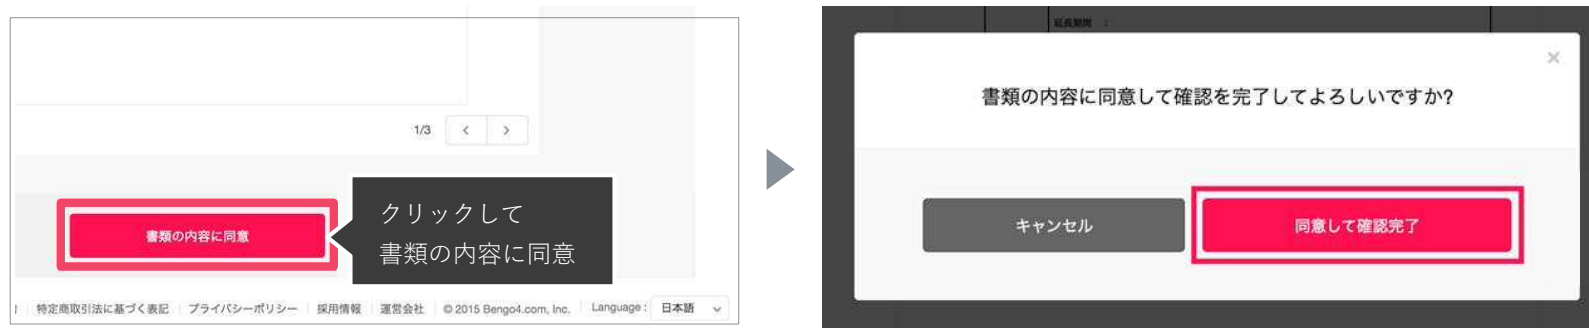 1/3
書類の内容に同意
クリックして
書類の内容に同意
特定商取引法に基づく表記 プライバシーポリシー 採用情報 運営会社 © 2015 Bengo4.com, Inc. Language : 日本語
延長期間 :
書類の内容に同意して確認を完了してよろしいですか?
キャンセル
同意して確認完了